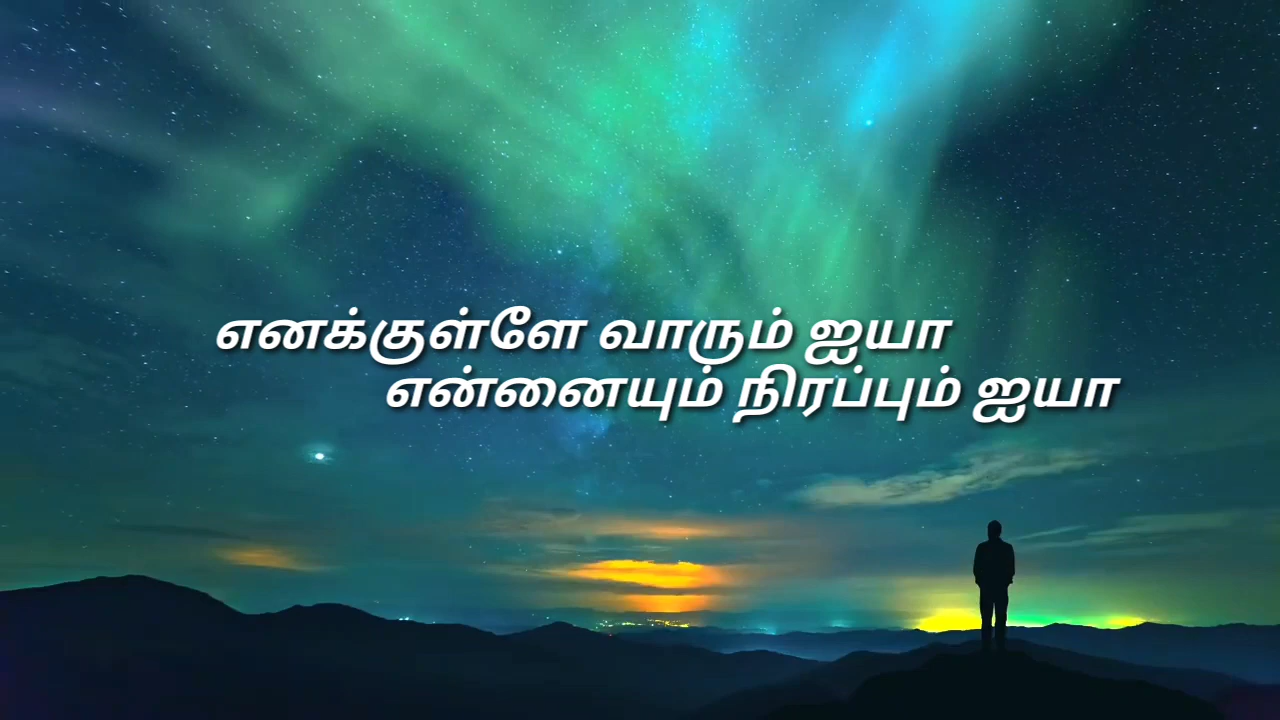 எனக்குள்ளே வாரும் ஐயா
என்னையும் நிரப்பும் ஐயா